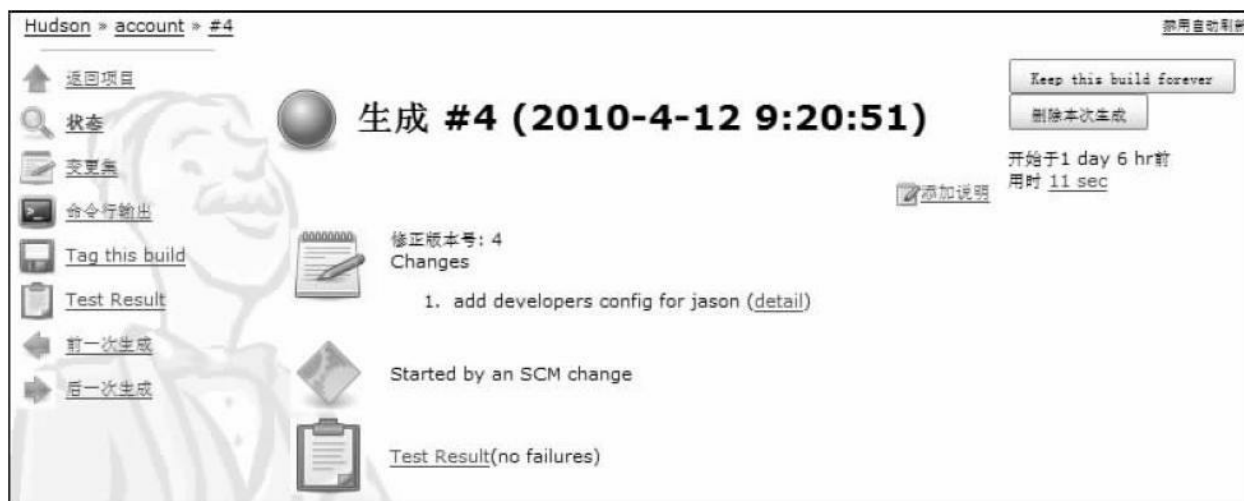 Hudson » account » #4
禁用自动刷新
返回项目
状态
变更集
命令行输出
Tag this build
Test Result
前一次生成
后一次生成
生成 #4 (2010-4-12 9:20:51)
Keep this build forever
删除本次生成
开始于1 day 6 hr前
用时 11 sec
添加说明
修正版本号: 4
Changes
1. add developers config for jason (detail)
Started by an SCM change
Test Result(no failures)